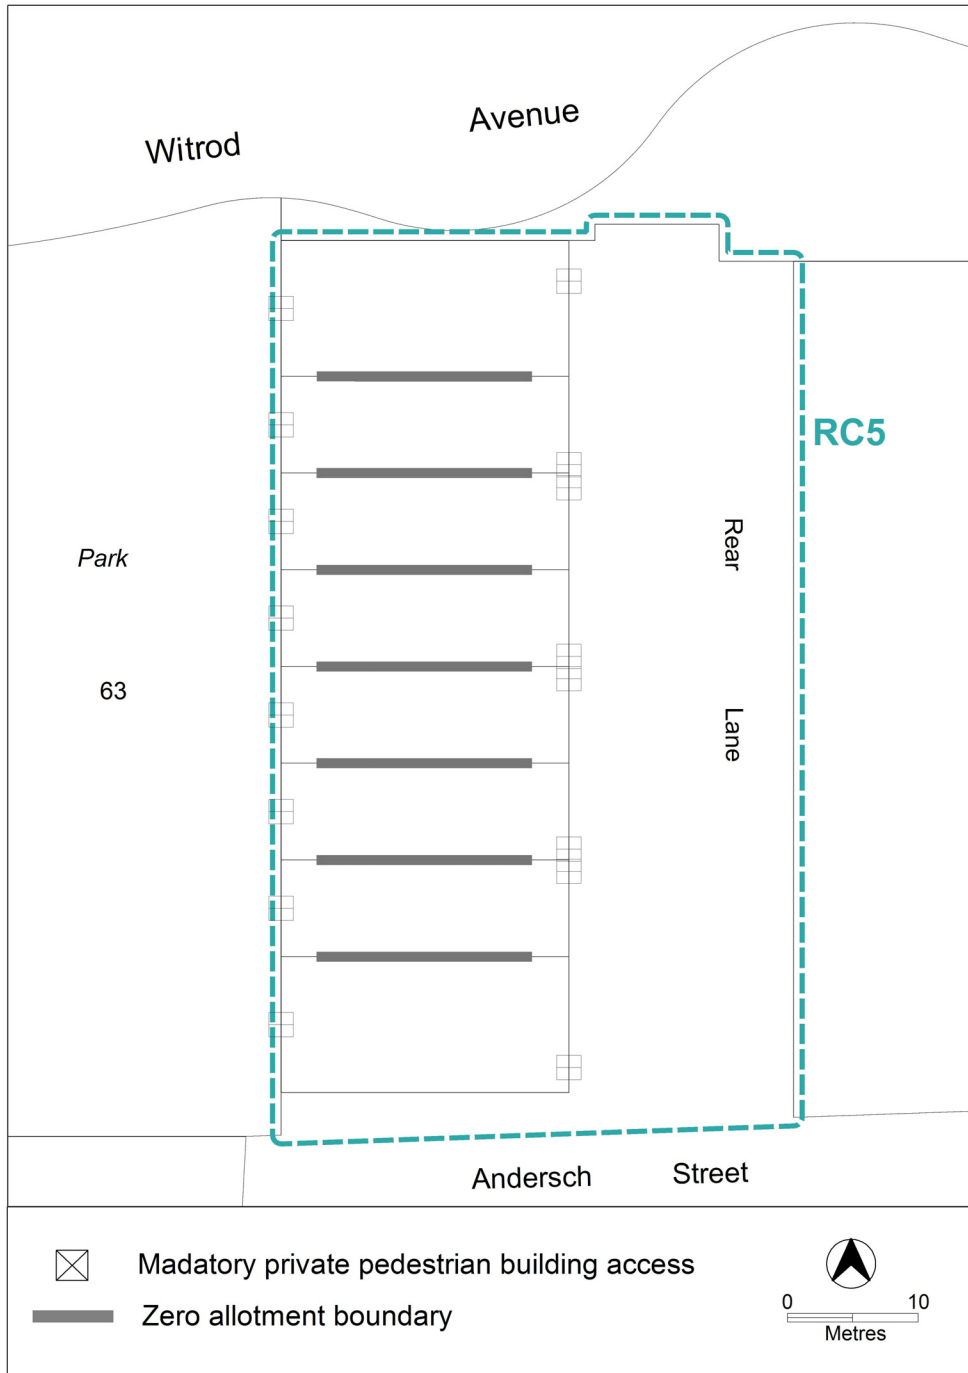 Witrod Avenue
RC5
Rear
Park
63
Lane
Andersch Street
Madatory private pedestrian building access
Zero allotment boundary
0 10
Metres